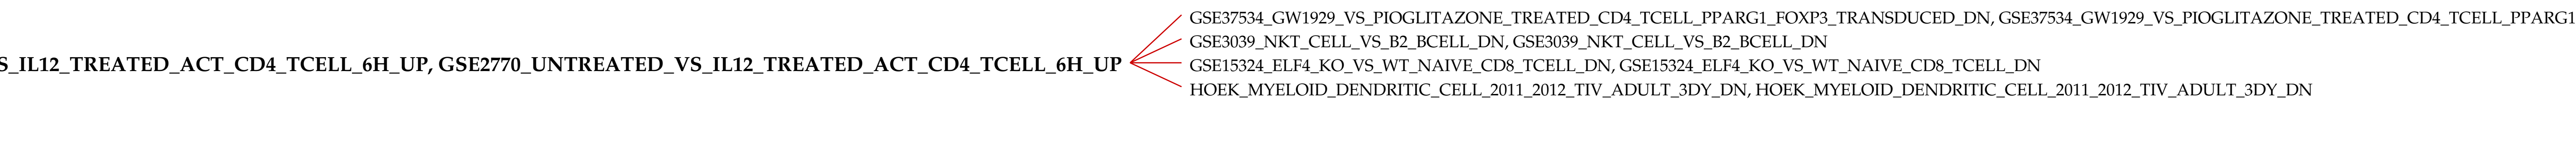 GSE37534_GW1929_VS_PIOGLITAZONE_TREATED_CD4_TCELL_PPARG1_FOXP3_TRANSDUCED_DN, GSE37534_GW1929_VS_PIOGLITAZONE_TREATED_CD4_TCELL_PPARG1
GSE3039_NKT_CELL_VS_B2_BCELL_DN, GSE3039_NKT_CELL_VS_B2_BCELL_DN
S_IL12_TREATED_ACT_CD4_TCELL_6H_UP, GSE2770_UNTREATED_VS_IL12_TREATED_ACT_CD4_TCELL_6H_UP
GSE15324_ELF4_KO_VS_WT_NAIVE_CD8_TCELL_DN, GSE15324_ELF4_KO_VS_WT_NAIVE_CD8_TCELL_DN
HOEK_MYELOID_DENDRITIC_CELL_2011_2012_TIV_ADULT_3DY_DN, HOEK_MYELOID_DENDRITIC_CELL_2011_2012_TIV_ADULT_3DY_DN